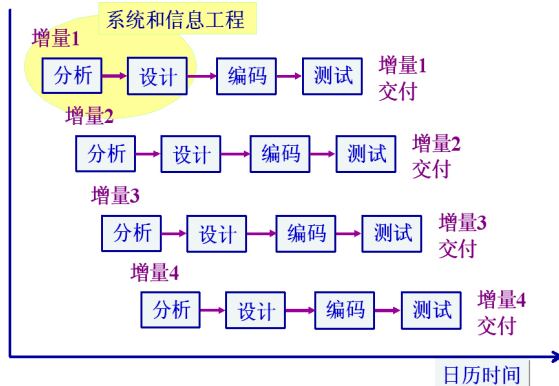 系统和信息工程
增量1
分析 设计 编码 测试 增量1
交付
增量2
分析 设计 编码 测试 增量2
交付
增量3
分析 设计 编码 测试 增量3
交付
增量4
分析 设计 编码 测试 增量4
交付
日历时间